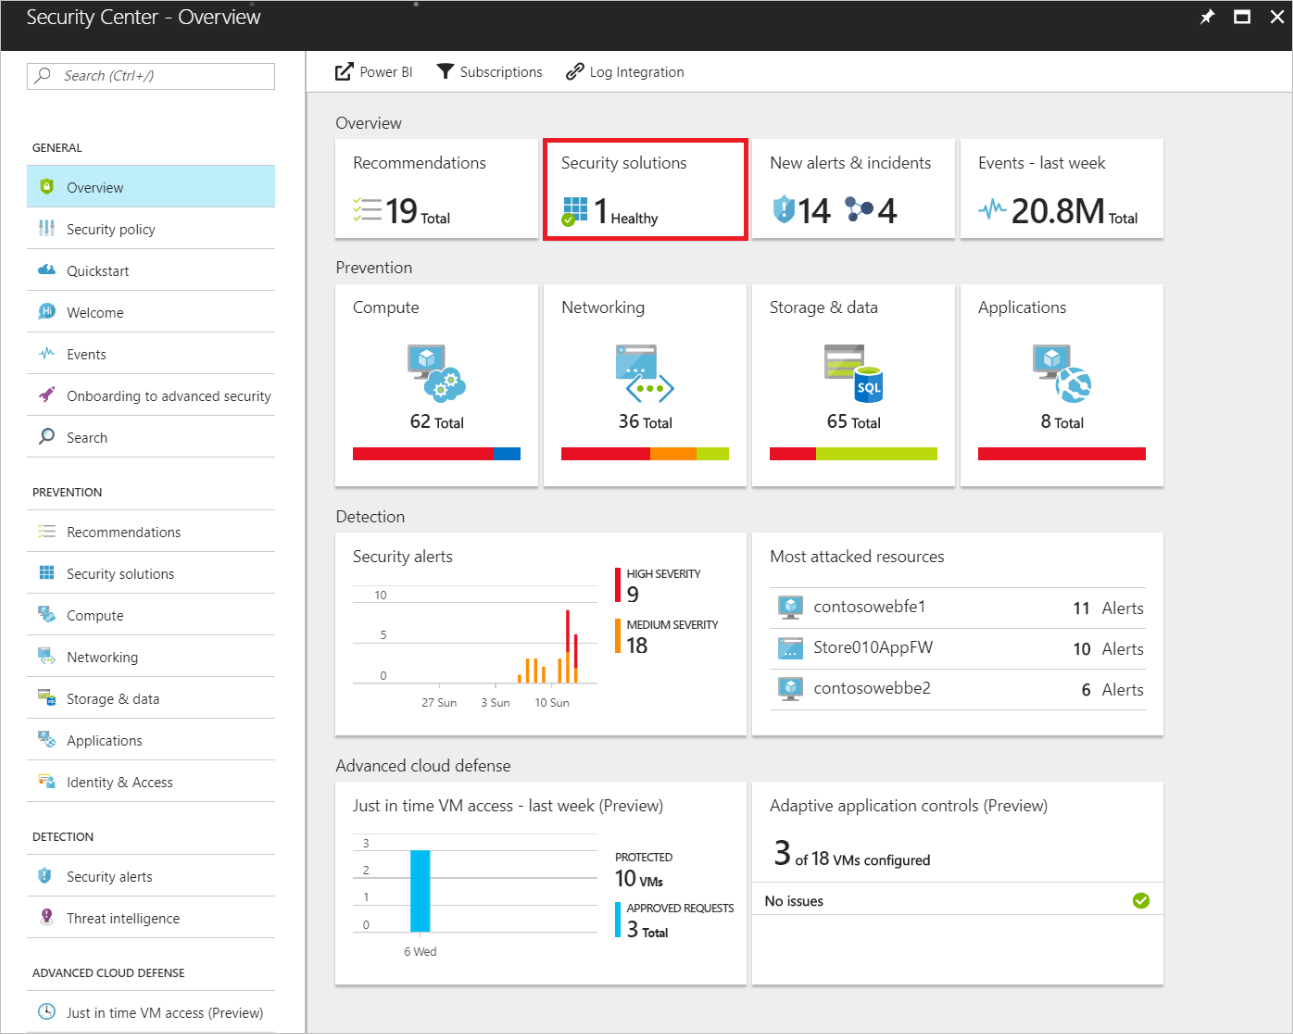 Security Center - Overview
Search (Ctrl+/)
GENERAL
Overview
Security policy
Quickstart
Hi
Welcome
Events
Onboarding to advanced security
Search
PREVENTION
Recommendations
Security solutions
Compute
Networking
Storage & data
Applications
Identity & Access
DETECTION
Security alerts
Threat intelligence
ADVANCED CLOUD DEFENSE
Just in time VM access (Preview)
Power BI
Subscriptions
Log Integration
Overview
Recommendations
19 Total
Security solutions
1 Healthy
New alerts & incidents
14 4
Events - last week
20.8M Total
Prevention
Compute
62 Total
Networking
36 Total
Storage & data
SQL
65 Total
Applications
8 Total
Detection
Security alerts
10
5
0
27 Sun 3 Sun 10 Sun
HIGH SEVERITY
9
MEDIUM SEVERITY
18
Most attacked resources
contosowebfe1 11 Alerts
Store010AppFW 10 Alerts
contosowebbe2 6 Alerts
Advanced cloud defense
Just in time VM access - last week (Preview)
3
2
1
0
6 Wed
PROTECTED
10 VMs
APPROVED REQUESTS
3 Total
Adaptive application controls (Preview)
3 of 18 VMs configured
No issues